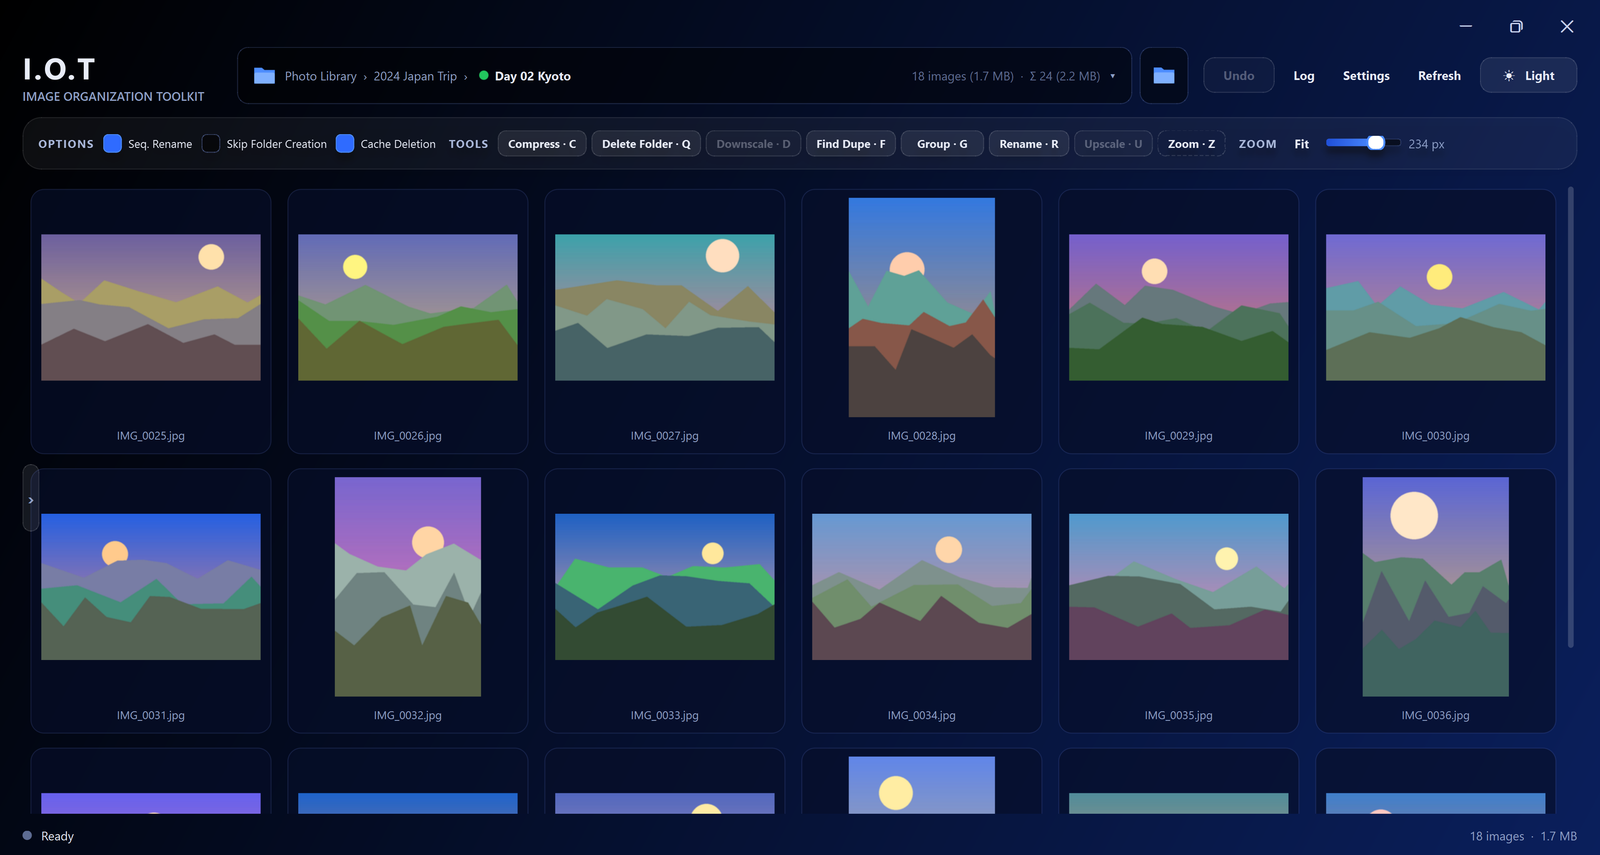 I.O.T
IMAGE ORGANIZATION TOOLKIT
Photo Library › 2024 Japan Trip › Day 02 Kyoto
18 images (1.7 MB) · Σ 24 (2.2 MB) ▾
Undo
Log
Settings
Refresh
Light
OPTIONS
Seq. Rename
Skip Folder Creation
Cache Deletion
TOOLS
Compress · C
Delete Folder · Q
Downscale · D
Find Dupe · F
Group · G
Rename · R
Upscale · U
Zoom · Z
ZOOM
Fit
234 px
IMG_0025.jpg
IMG_0026.jpg
IMG_0027.jpg
IMG_0028.jpg
IMG_0029.jpg
IMG_0030.jpg
IMG_0031.jpg
IMG_0032.jpg
IMG_0033.jpg
IMG_0034.jpg
IMG_0035.jpg
IMG_0036.jpg
Ready
18 images · 1.7 MB